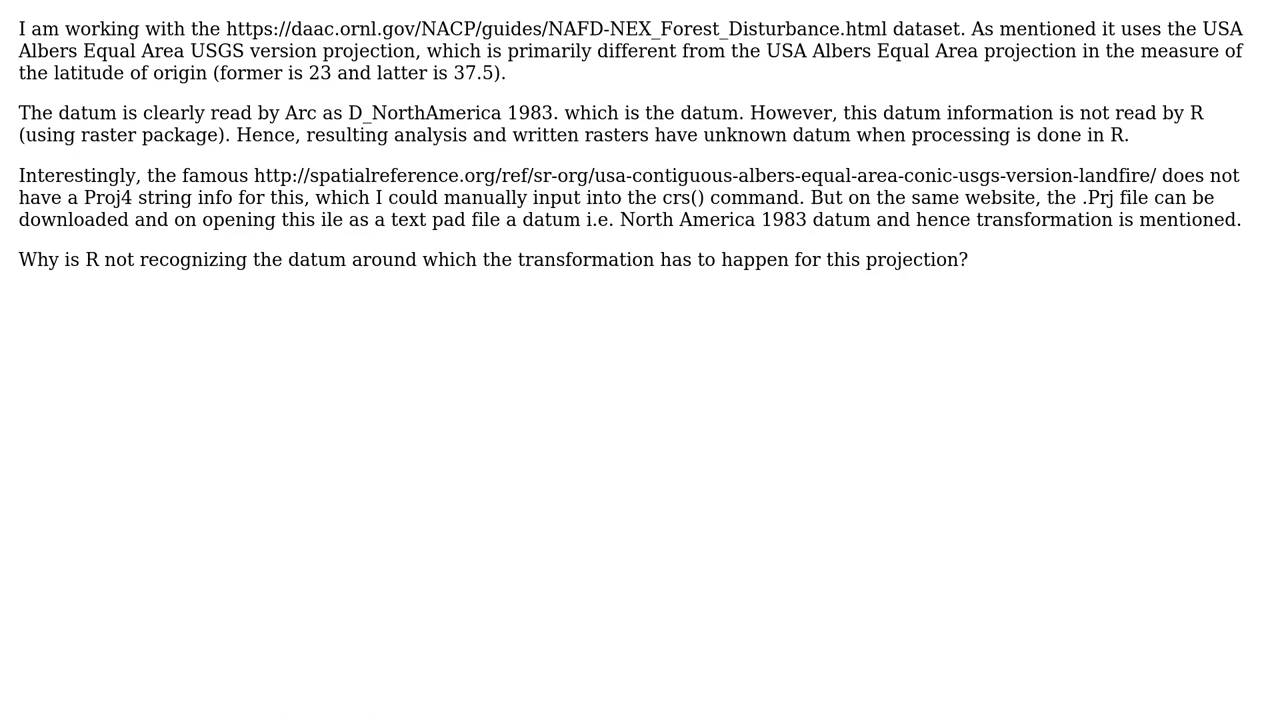 I am working with the https://daac.ornl.gov/NACP/guides/NAFD-NEX_Forest_Disturbance.html dataset. As mentioned it uses the USA
Albers Equal Area USGS version projection, which is primarily different from the USA Albers Equal Area projection in the measure of
the latitude of origin (former is 23 and latter is 37.5).
The datum is clearly read by Arc as D_NorthAmerica 1983. which is the datum. However, this datum information is not read by R
(using raster package). Hence, resulting analysis and written rasters have unknown datum when processing is done in R.
Interestingly, the famous http://spatialreference.org/ref/sr-org/usa-contiguous-albers-equal-area-conic-usgs-version-landfire/ does not
have a Proj4 string info for this, which I could manually input into the crs() command. But on the same website, the .Prj file can be
downloaded and on opening this ile as a text pad file a datum i.e. North America 1983 datum and hence transformation is mentioned.
Why is R not recognizing the datum around which the transformation has to happen for this projection?